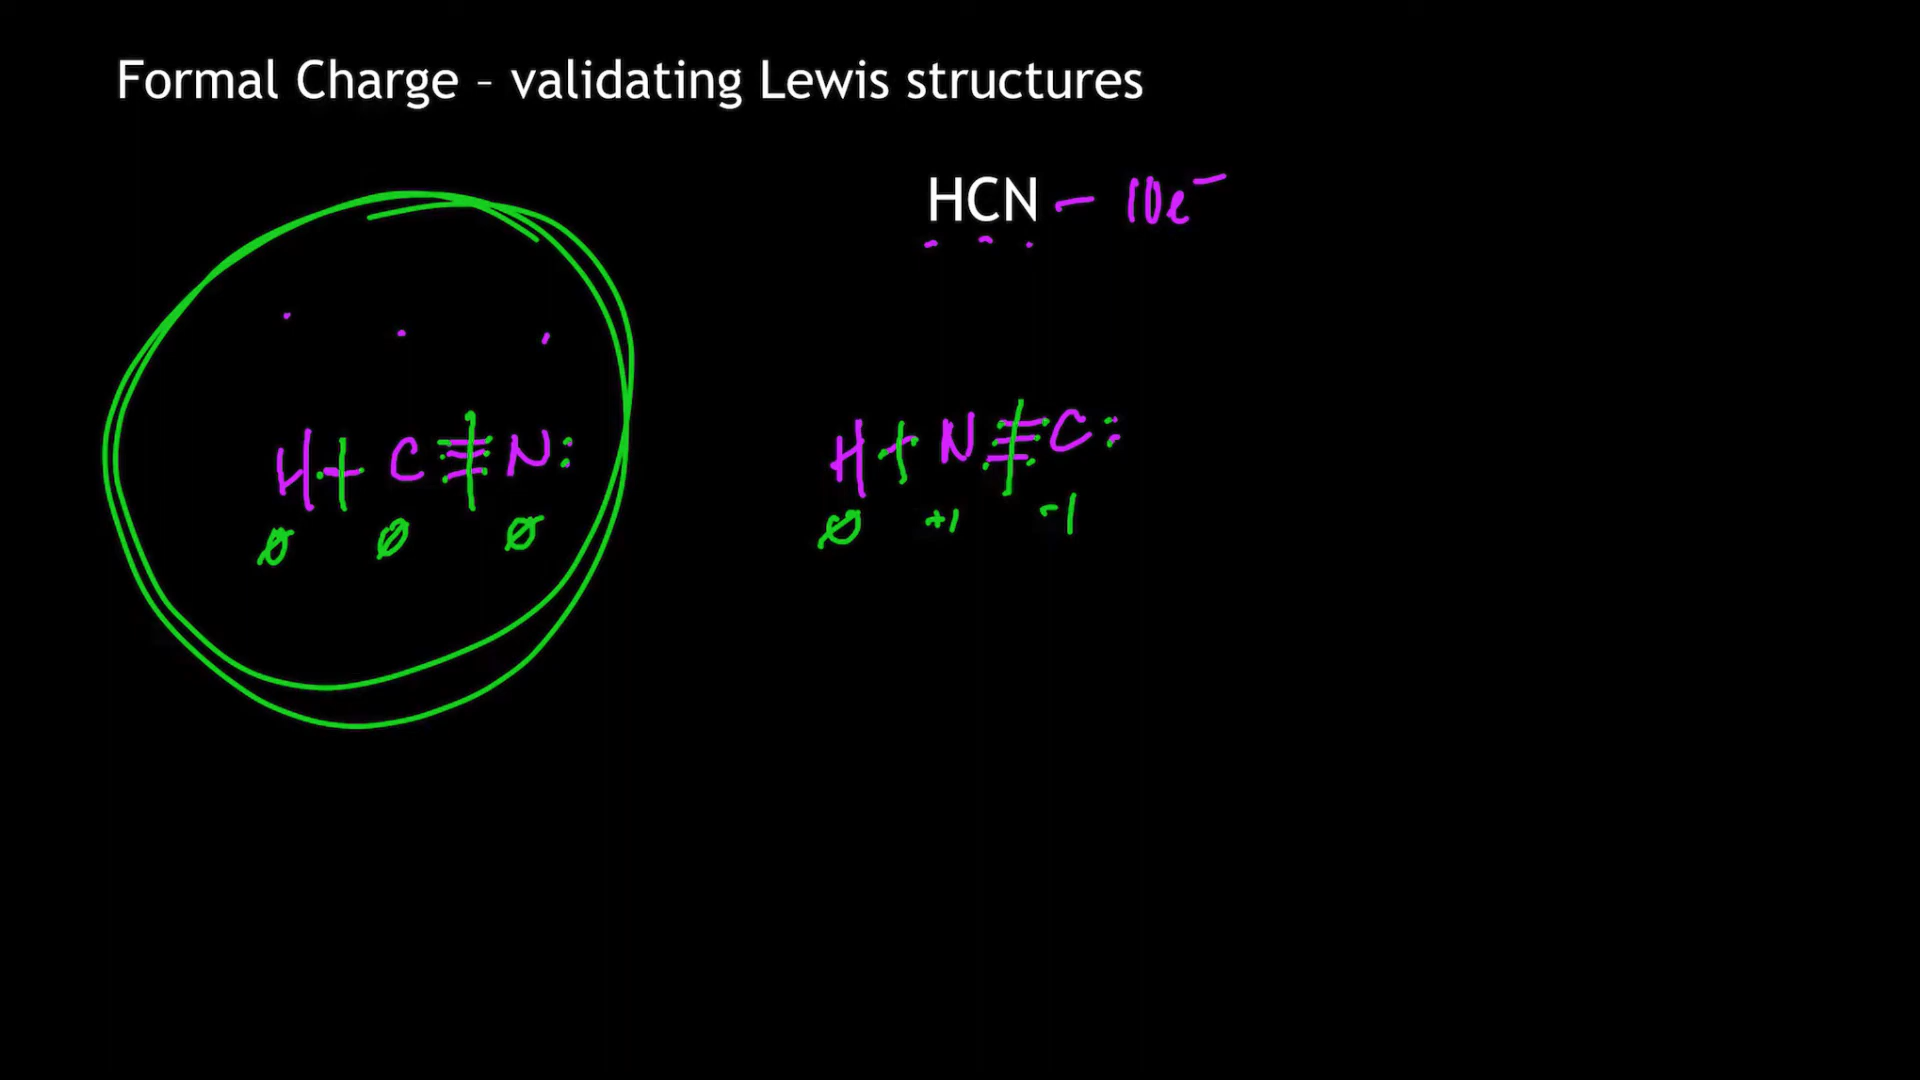 Formal Charge – validating Lewis structures
HCN – 10e⁻
H–C≡N:
Ø Ø Ø
H–N≡C:
Ø +1 -1